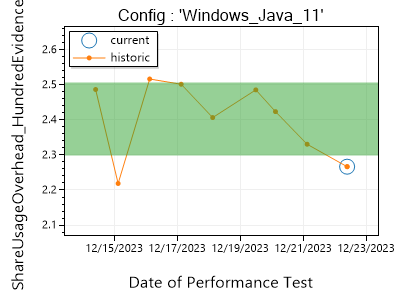 Config : 'Windows_Java_11'
ShareUsageOverhead_HundredEvidence
current
historic
2.6
2.5
2.4
2.3
2.2
2.1
12/15/2023 12/17/2023 12/19/2023 12/21/2023 12/23/2023
Date of Performance Test